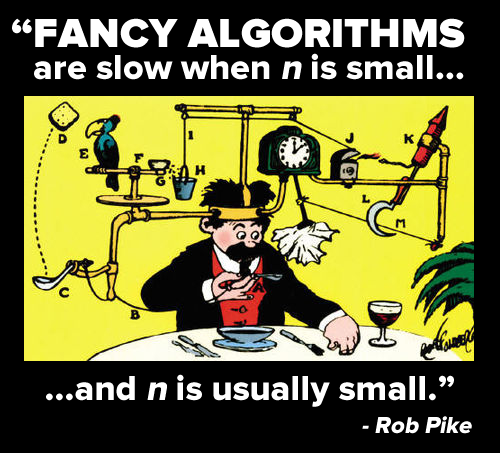 “FANCY ALGORITHMS
are slow when n is small...
I
D
E
F
G
H
J
K
L
M
C
A
B
...and n is usually small.”
- Rob Pike